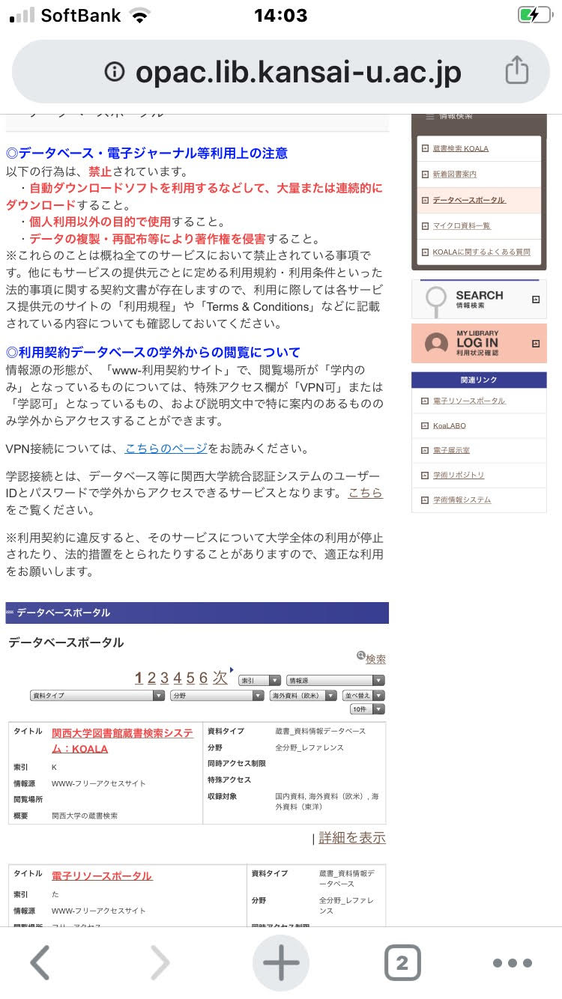 SoftBank 14:03
opac.lib.kansai-u.ac.jp
データベースポータル
◎データベース・電子ジャーナル等利用上の注意
以下の行為は、禁止されています。
・自動ダウンロードソフトを利用するなどして、大量または連続的に
ダウンロードすること。
・個人利用以外の目的で使用すること。
・データの複製・再配布等により著作権を侵害すること。
※これらのことは概ね全てのサービスにおいて禁止されている事項で
す。他にもサービスの提供元ごとに定める利用規約・利用条件といった
法的事項に関する契約文書が存在しますので、利用に際しては各サービ
ス提供元のサイトの「利用規程」や「Terms & Conditions」などに記載
されている内容についても確認しておいてください。
◎利用契約データベースの学外からの閲覧について
情報源の形態が、「www-利用契約サイト」で、閲覧場所が「学内の
み」となっているものについては、特殊アクセス欄が「VPN可」または
「学認可」となっているもの、および説明文中で特に案内のあるものの
み学外からアクセスすることができます。
VPN接続については、こちらのページをお読みください。
学認接続とは、データベース等に関西大学統合認証システムのユーザー
IDとパスワードで学外からアクセスできるサービスとなります。こちら
をご覧ください。
※利用契約に違反すると、そのサービスについて大学全体の利用が停止
されたり、法的措置をとられたりすることがありますので、適正な利用
をお願いします。
情報検索
蔵書検索 KOALA
新着図書案内
データベースポータル
マイクロ資料一覧
KOALAに関するよくある質問
SEARCH
情報検索
MY LIBRARY
LOG IN
利用状況確認
関連リンク
電子リソースポータル
KoaLABO
電子展示室
学術リポジトリ
学術情報システム
データベースポータル
データベースポータル
検索
1 2 3 4 5 6 次 索引 情報源
資料タイプ 分野 海外資料（欧米） 並べ替え
10件
タイトル 関西大学図書館蔵書検索システ
ム：KOALA
索引 K
情報源 WWW-フリーアクセスサイト
閲覧場所
概要 関西大学の蔵書検索
資料タイプ 蔵書_資料情報データベース
分野 全分野_レファレンス
同時アクセス制限
特殊アクセス
収録対象 国内資料, 海外資料（欧米）, 海
外資料（東洋）
| 詳細を表示
タイトル 電子リソースポータル
索引 た
情報源 WWW-フリーアクセスサイト
閲覧場所 フリーアクセス
資料タイプ 蔵書_資料情報デ
ータベース
分野 全分野_レファレ
ンス
同時アクセス制限
2